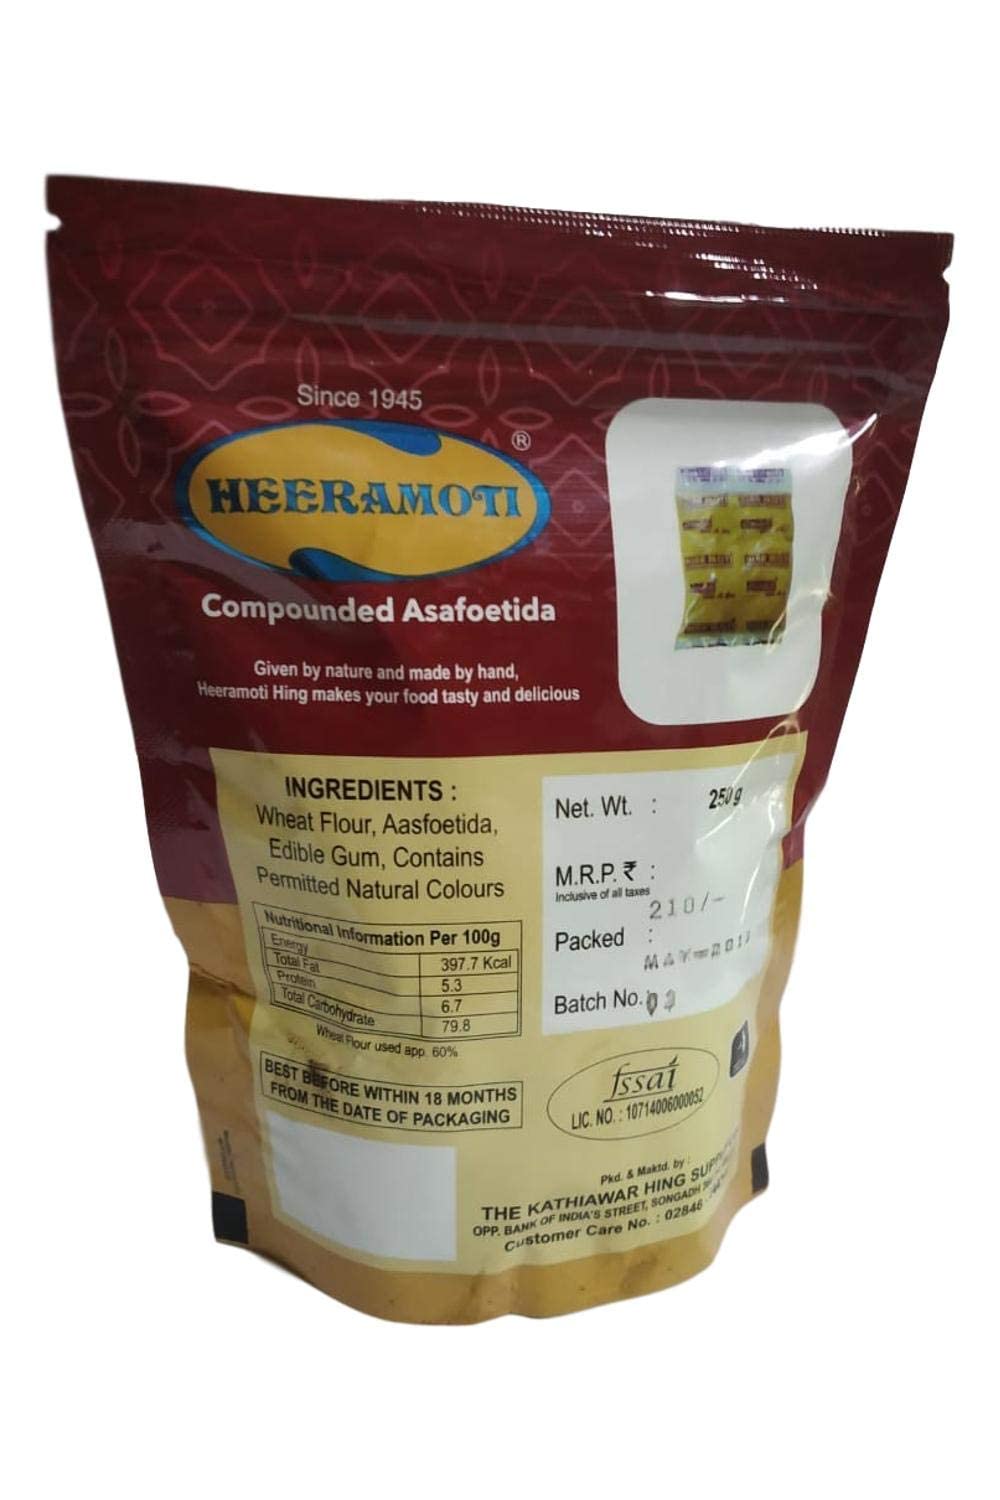 Since 1945
HEERAMOTI ®
Compounded Asafoetida
Given by nature and made by hand,
Heeramoti Hing makes your food tasty and delicious
INGREDIENTS :
Wheat Flour, Aasfoetida,
Edible Gum, Contains
Permitted Natural Colours
Nutritional Information Per 100g
Energy 397.7 Kcal
Total Fat 5.3
Protein 6.7
Total Carbohydrate 79.8
Wheat Flour used app. 60%
BEST BEFORE WITHIN 18 MONTHS
FROM THE DATE OF PACKAGING
Net. Wt. : 250 g
M.R.P. ₹ :
Inclusive of all taxes
210/-
Packed :
MAY
Batch No.
fssai
LIC. NO. : 10714006000052
Pkd. & Maktd. by :
THE KATHIAWAR HING
OPP. BANK OF INDIA'S STREET, SONGADH
Customer Care No. : 02846